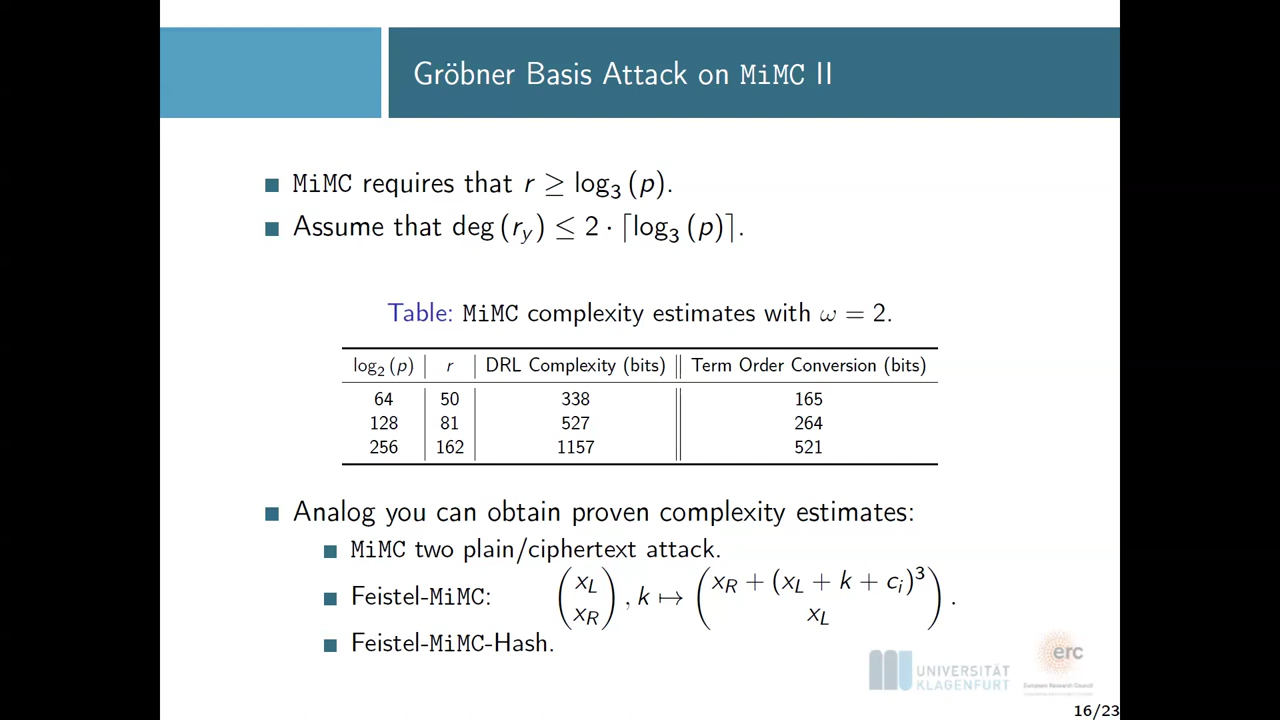 Gröbner Basis Attack on MiMC II
MiMC requires that r ≥ log₃ (p).
Assume that deg (r_y) ≤ 2 · ⌈log₃ (p)⌉.
Table: MiMC complexity estimates with ω = 2.
log₂ (p) | r | DRL Complexity (bits) || Term Order Conversion (bits)
64 | 50 | 338 || 165
128 | 81 | 527 || 264
256 | 162 | 1157 || 521
Analog you can obtain proven complexity estimates:
MiMC two plain/ciphertext attack.
Feistel-MiMC: (x_L x_R), k ↦ (x_R + (x_L + k + c_i)³ x_L).
Feistel-MiMC-Hash.
UNIVERSITÄT
KLAGENFURT
erc
European Research Council
16/23